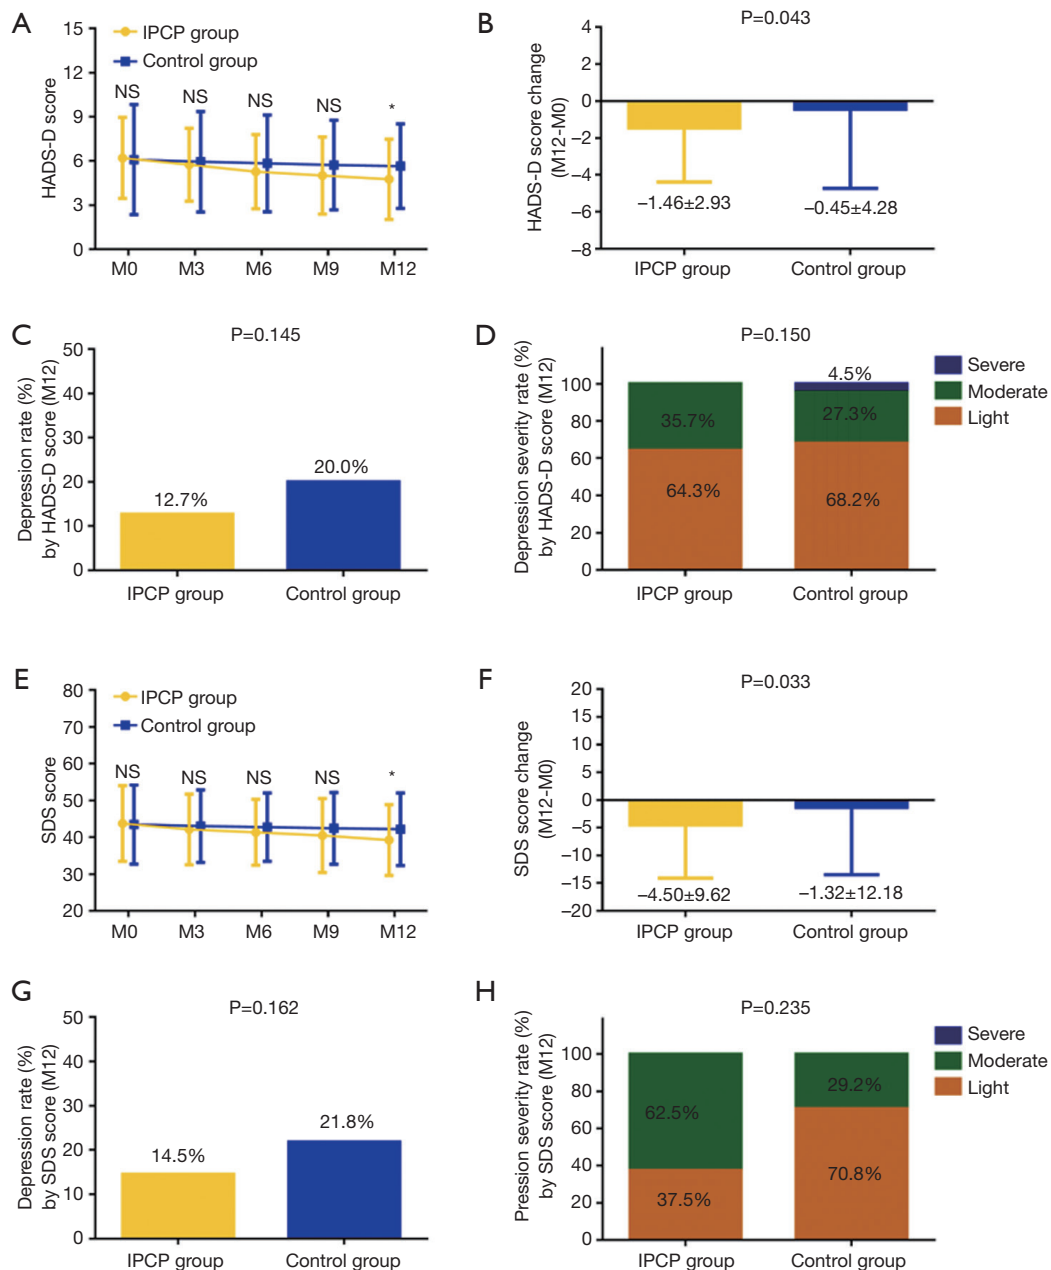 A
15
12
9
6
3
0
HADS-D score
IPCP group
Control group
NS
NS
NS
NS
*
M0
M3
M6
M9
M12
B
P=0.043
4
2
0
−2
−4
−6
−8
HADS-D score change
(M12-M0)
−1.46±2.93
−0.45±4.28
IPCP group
Control group
C
P=0.145
50
40
30
20
10
0
Depression rate (%)
by HADS-D score (M12)
12.7%
20.0%
IPCP group
Control group
D
P=0.150
100
80
60
40
20
0
Depression severity rate (%)
by HADS-D score (M12)
35.7%
64.3%
4.5%
27.3%
68.2%
IPCP group
Control group
Severe
Moderate
Light
E
80
70
60
50
40
30
20
SDS score
IPCP group
Control group
NS
NS
NS
NS
*
M0
M3
M6
M9
M12
F
P=0.033
20
15
10
5
0
−5
−10
−15
−20
SDS score change
(M12-M0)
−4.50±9.62
−1.32±12.18
IPCP group
Control group
G
P=0.162
50
40
30
20
10
0
Depression rate (%)
by SDS score (M12)
14.5%
21.8%
IPCP group
Control group
H
P=0.235
100
80
60
40
20
0
Pression severity rate (%)
by SDS score (M12)
62.5%
37.5%
29.2%
70.8%
IPCP group
Control group
Severe
Moderate
Light